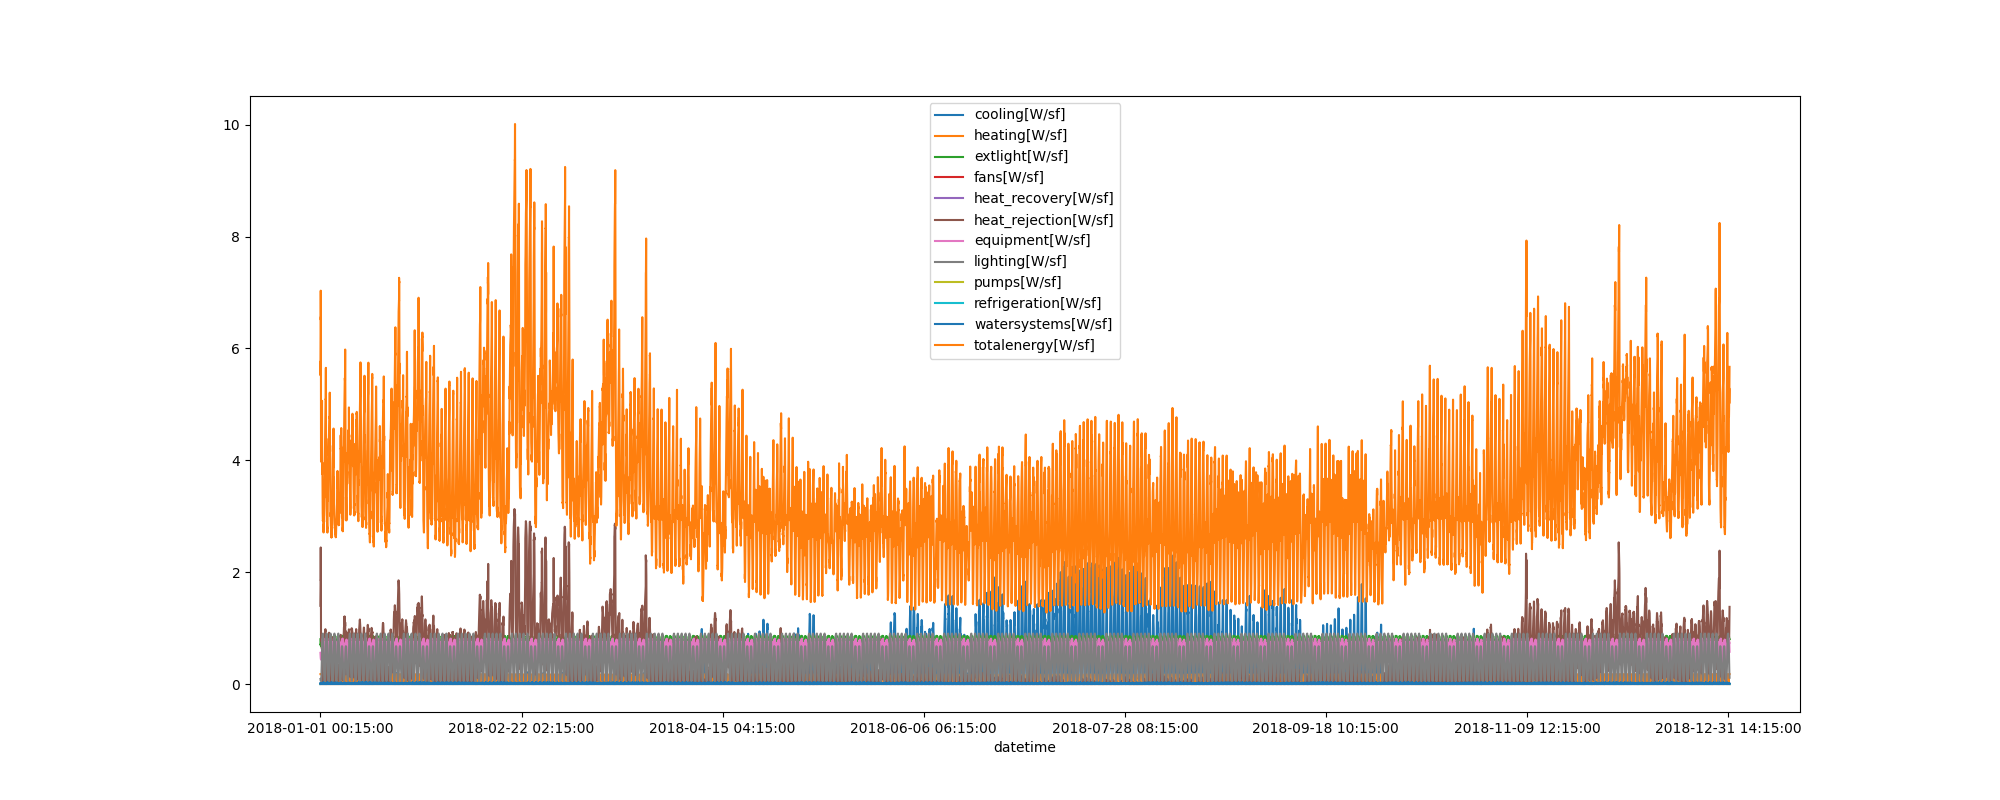 10
8
6
4
2
0
cooling[W/sf]
heating[W/sf]
extlight[W/sf]
fans[W/sf]
heat_recovery[W/sf]
heat_rejection[W/sf]
equipment[W/sf]
lighting[W/sf]
pumps[W/sf]
refrigeration[W/sf]
watersystems[W/sf]
totalenergy[W/sf]
2018-01-01 00:15:00 2018-02-22 02:15:00 2018-04-15 04:15:00 2018-06-06 06:15:00 2018-07-28 08:15:00 2018-09-18 10:15:00 2018-11-09 12:15:00 2018-12-31 14:15:00
datetime